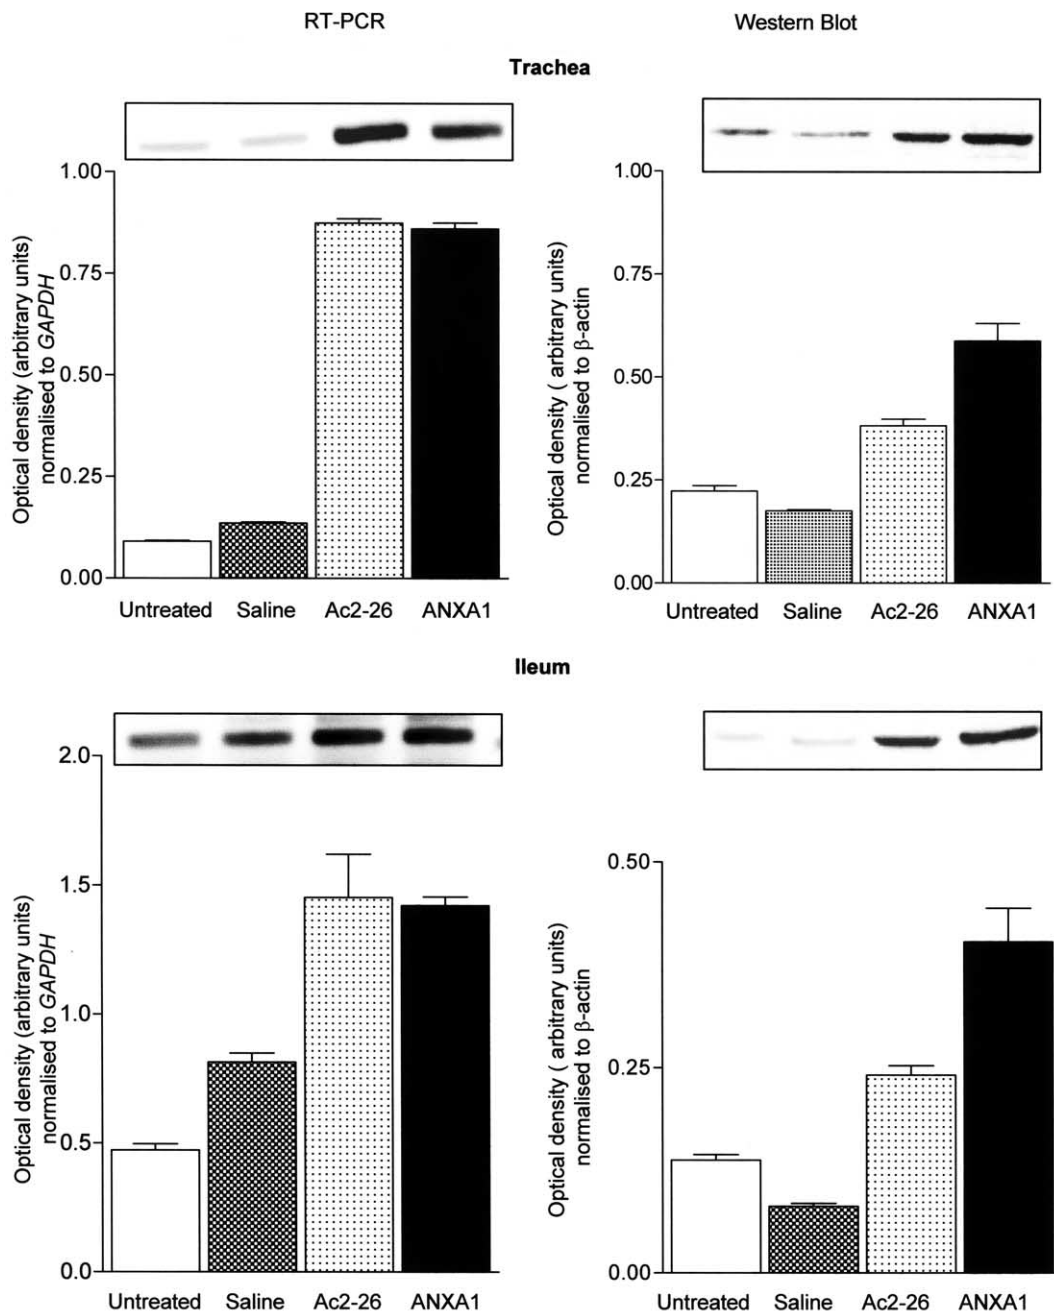 RT-PCR
Western Blot
Trachea
1.00
0.75
0.50
0.25
0.00
Optical density (arbitrary units)
normalised to GAPDH
Untreated Saline Ac2-26 ANXA1
1.00
0.75
0.50
0.25
0.00
Optical density ( arbitrary units)
normalised to β-actin
Untreated Saline Ac2-26 ANXA1
Ileum
2.0
1.5
1.0
0.5
0.0
Optical density (arbitrary units)
normalised to GAPDH
Untreated Saline Ac2-26 ANXA1
0.50
0.25
0.00
Optical density ( arbitrary units)
normalised to β-actin
Untreated Saline Ac2-26 ANXA1